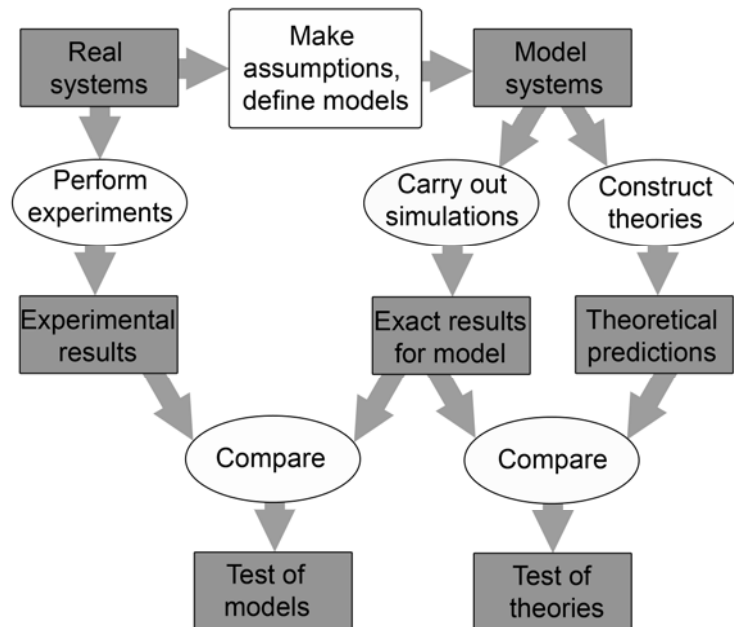 Real
systems
Make
assumptions,
define models
Model
systems
Perform
experiments
Carry out
simulations
Construct
theories
Experimental
results
Exact results
for model
Theoretical
predictions
Compare
Compare
Test of
models
Test of
theories